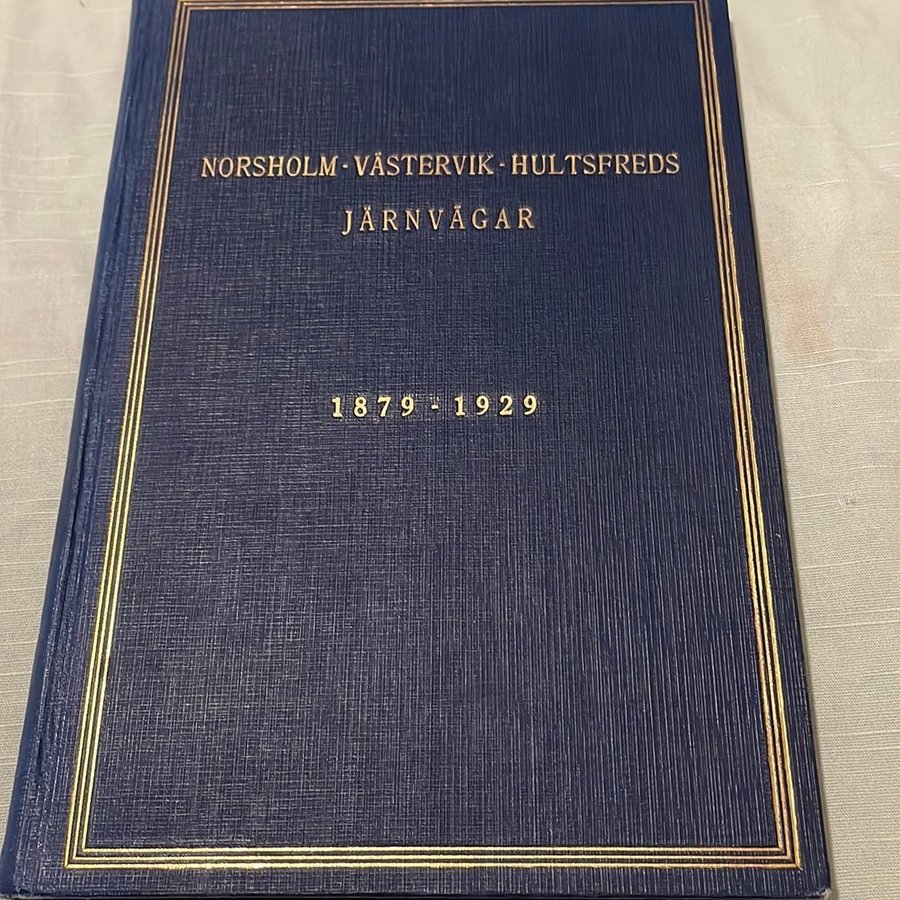 NORSHOLM - VÄSTERVIK - HULTSFREDS
JÄRNVÄGAR
1879 - 1929